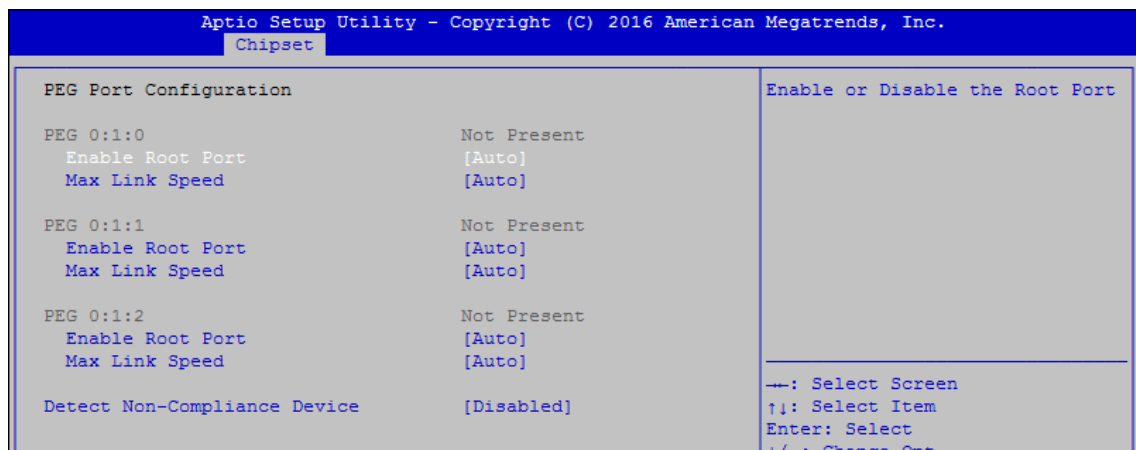 Aptio Setup Utility - Copyright (C) 2016 American Megatrends, Inc.
Chipset
PEG Port Configuration
PEG 0:1:0 Not Present
Enable Root Port [Auto]
Max Link Speed [Auto]
PEG 0:1:1 Not Present
Enable Root Port [Auto]
Max Link Speed [Auto]
PEG 0:1:2 Not Present
Enable Root Port [Auto]
Max Link Speed [Auto]
Detect Non-Compliance Device [Disabled]
Enable or Disable the Root Port
→←: Select Screen
↑↓: Select Item
Enter: Select
+/-: Change Opt.